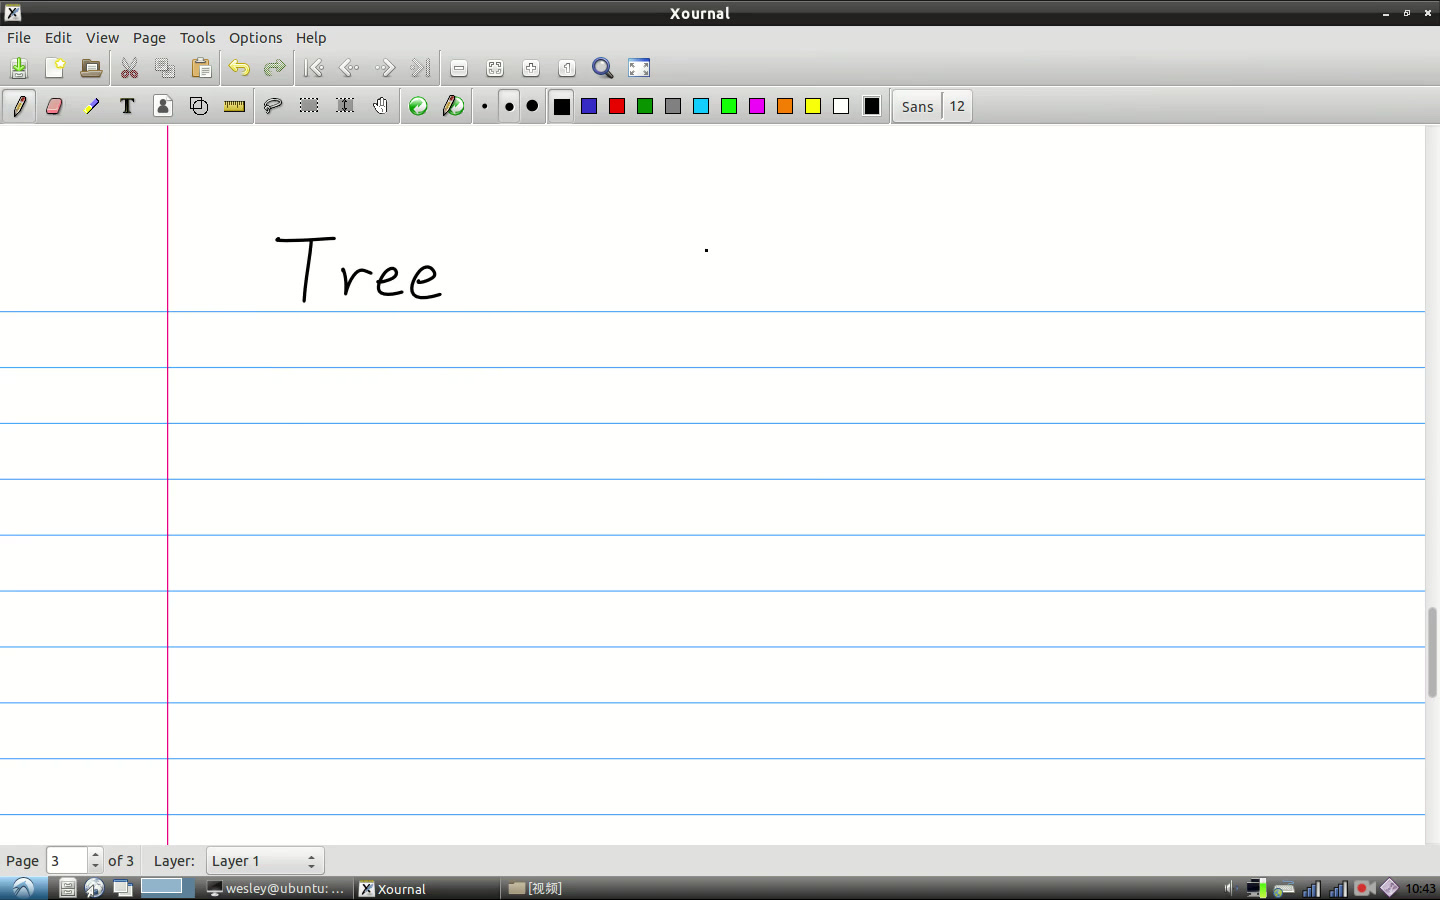 Xournal
File Edit View Page Tools Options Help
T Sans 12
Tree
Page 3 of 3 Layer: Layer 1
wesley@ubuntu: ... Xournal [视频] 10:43